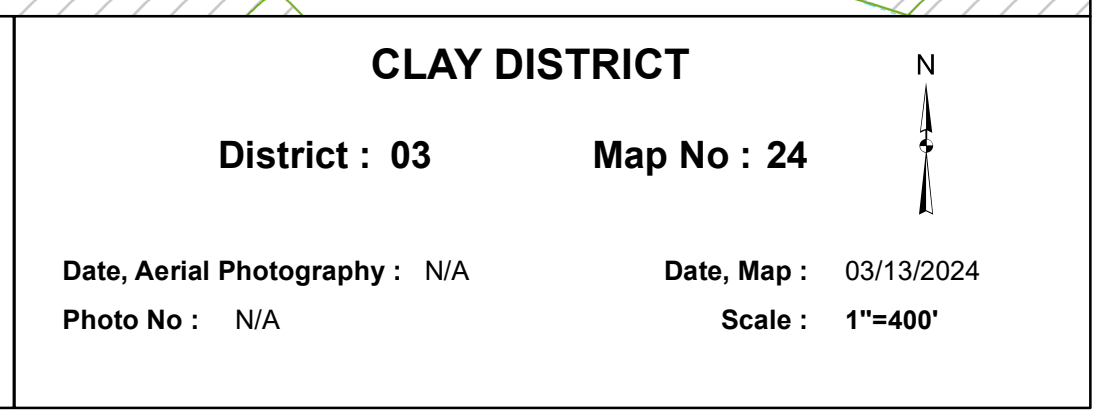 CLAY DISTRICT
N
District : 03 Map No : 24
Date, Aerial Photography : N/A Date, Map : 03/13/2024
Photo No : N/A Scale : 1"=400'